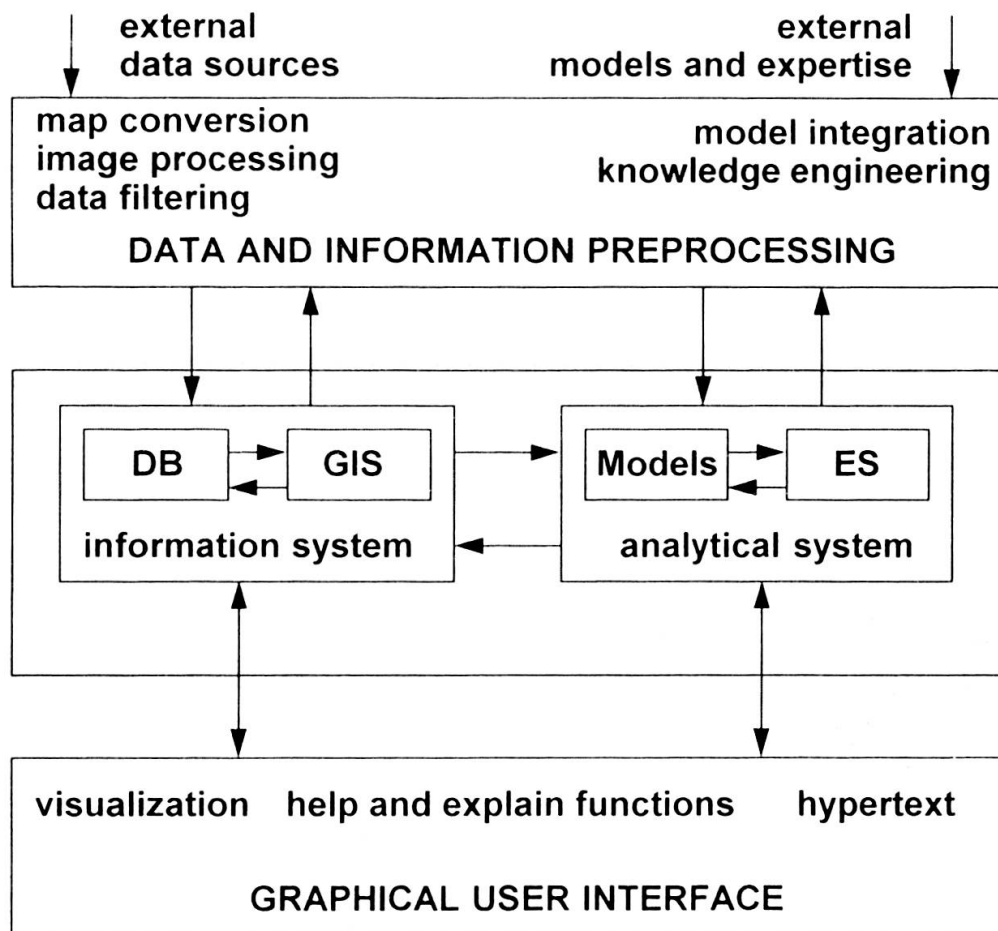 external
data sources
external
models and expertise
map conversion
image processing
data filtering
model integration
knowledge engineering
DATA AND INFORMATION PREPROCESSING
DB
GIS
information system
Models
ES
analytical system
visualization
help and explain functions
hypertext
GRAPHICAL USER INTERFACE